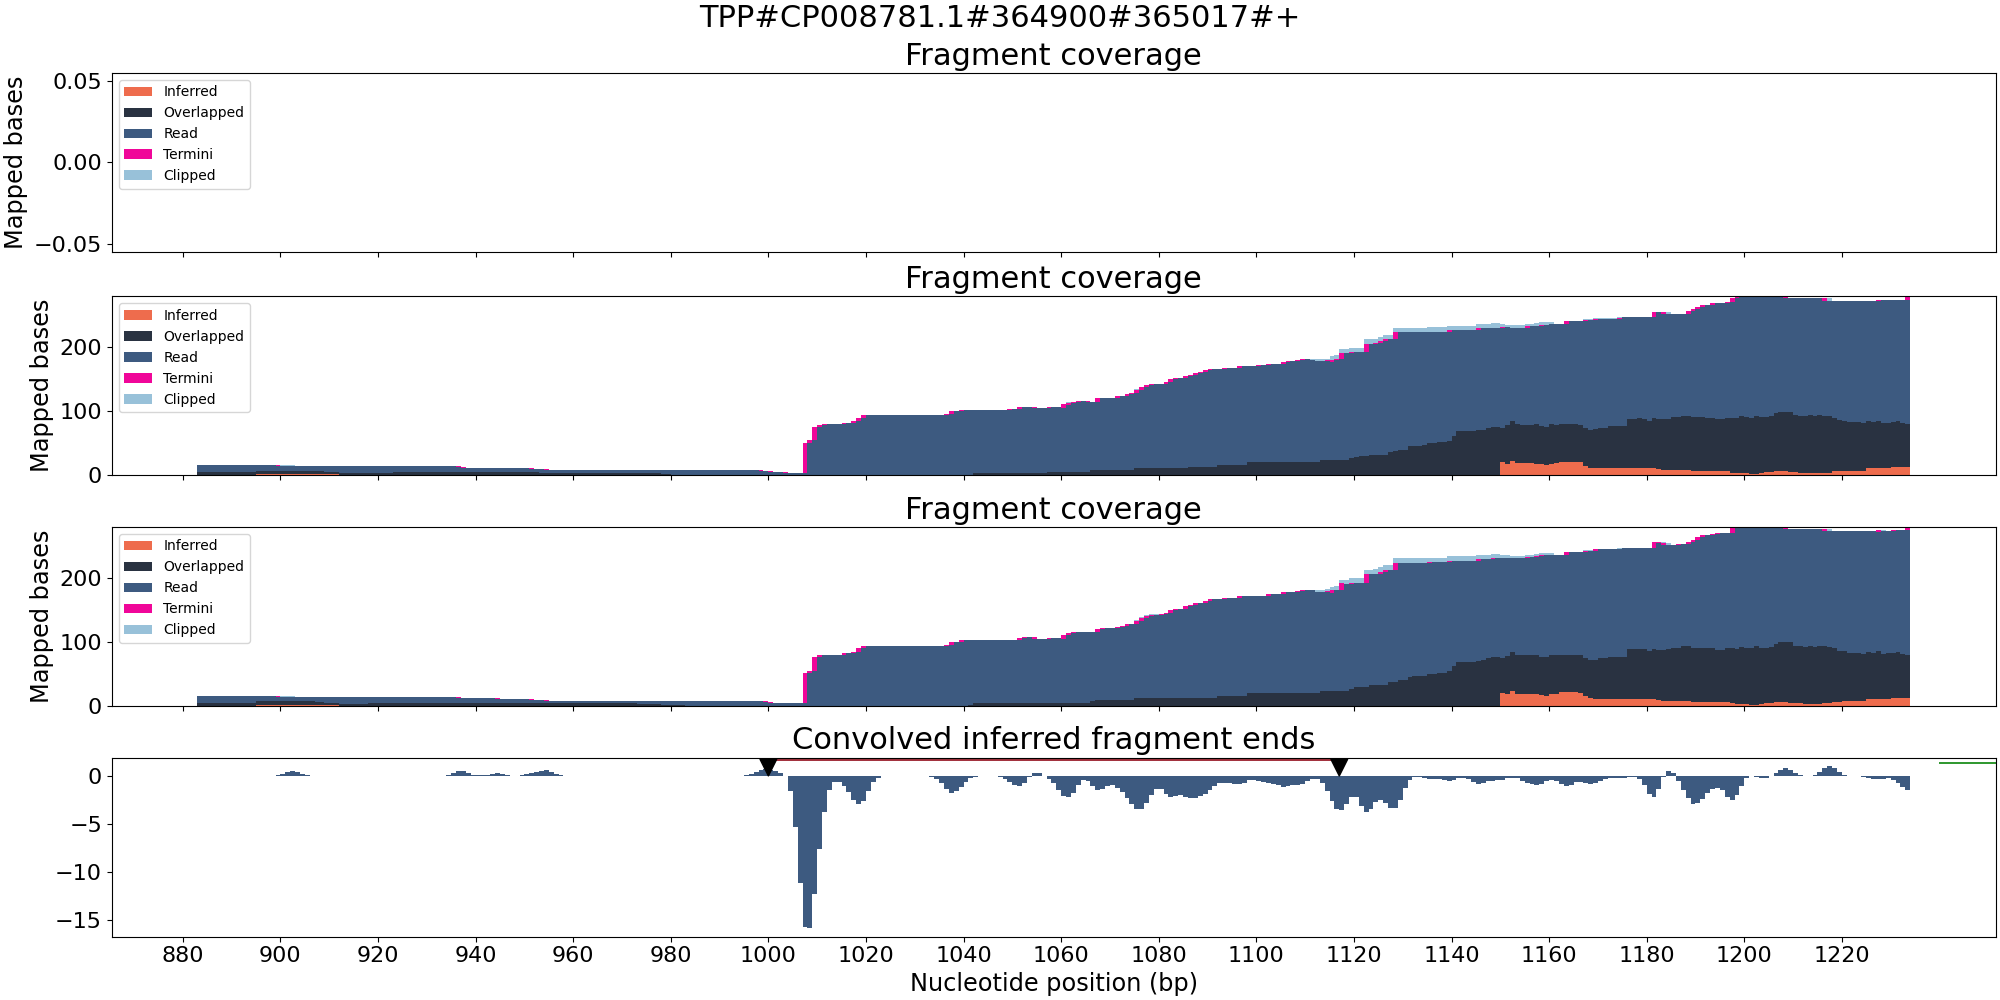 TPP#CP008781.1#364900#365017#+
Fragment coverage
Mapped bases
0.05
0.00
−0.05
Inferred
Overlapped
Read
Termini
Clipped
Fragment coverage
Mapped bases
200
100
0
Inferred
Overlapped
Read
Termini
Clipped
Fragment coverage
Mapped bases
200
100
0
Inferred
Overlapped
Read
Termini
Clipped
Convolved inferred fragment ends
0
−5
−10
−15
880 900 920 940 960 980 1000 1020 1040 1060 1080 1100 1120 1140 1160 1180 1200 1220
Nucleotide position (bp)